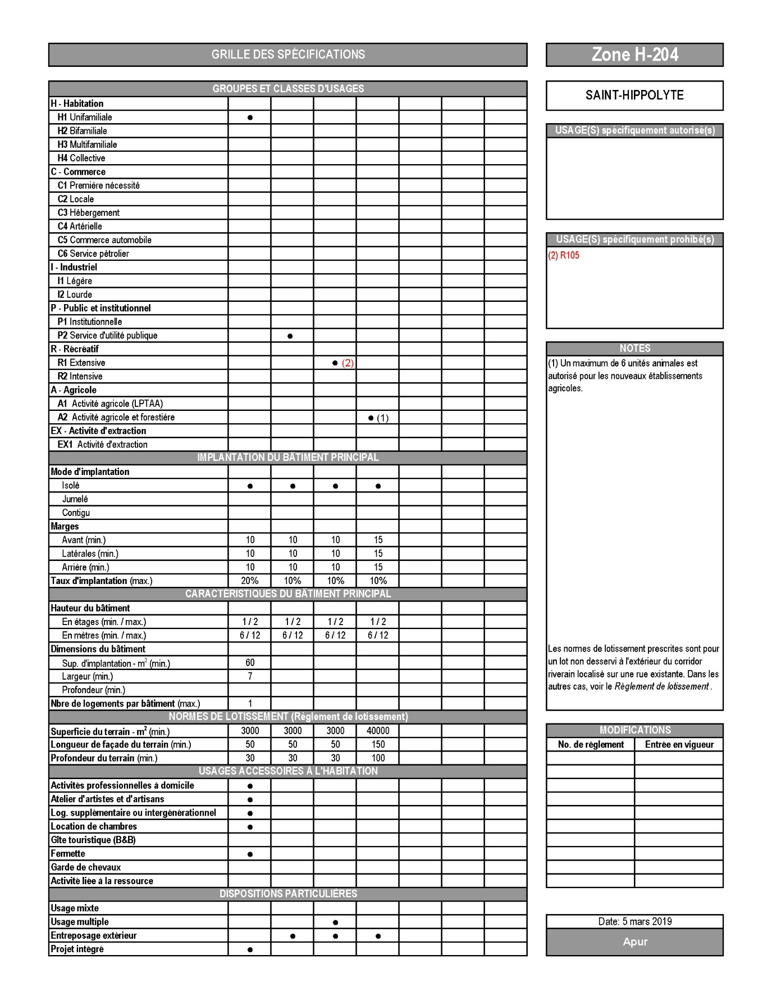 GRILLE DES SPÉCIFICATIONS
Zone H-204
GROUPES ET CLASSES D'USAGES
H - Habitation
H1 Unifamiliale ●
H2 Bifamiliale
H3 Multifamiliale
H4 Collective
C - Commerce
C1 Première nécessité
C2 Locale
C3 Hébergement
C4 Artérielle
C5 Commerce automobile
C6 Service pétrolier
I - Industriel
I1 Légère
I2 Lourde
P - Public et institutionnel
P1 Institutionnelle
P2 Service d'utilité publique ●
R - Récréatif
R1 Extensive ● (2)
R2 Intensive
A - Agricole
A1 Activité agricole (LPTAA)
A2 Activité agricole et forestière ● (1)
EX - Activité d'extraction
EX1 Activité d'extraction
IMPLANTATION DU BÂTIMENT PRINCIPAL
Mode d'implantation
Isolé ● ● ● ●
Jumelé
Contigu
Marges
Avant (min.) 10 10 10 15
Latérales (min.) 10 10 10 15
Arrière (min.) 10 10 10 15
Taux d'implantation (max.) 20% 10% 10% 10%
CARACTÉRISTIQUES DU BÂTIMENT PRINCIPAL
Hauteur du bâtiment
En étages (min. / max.) 1 / 2 1 / 2 1 / 2 1 / 2
En mètres (min. / max.) 6 / 12 6 / 12 6 / 12 6 / 12
Dimensions du bâtiment
Sup. d'implantation - m² (min.) 60
Largeur (min.) 7
Profondeur (min.)
Nbre de logements par bâtiment (max.) 1
NORMES DE LOTISSEMENT (Règlement de lotissement)
Superficie du terrain - m² (min.) 3000 3000 3000 40000
Longueur de façade du terrain (min.) 50 50 50 150
Profondeur du terrain (min.) 30 30 30 100
USAGES ACCESSOIRES À L'HABITATION
Activités professionnelles à domicile ●
Atelier d'artistes et d'artisans ●
Log. supplémentaire ou intergénérationnel ●
Location de chambres ●
Gîte touristique (B&B)
Fermette ●
Garde de chevaux
Activité liée à la ressource
DISPOSITIONS PARTICULIÈRES
Usage mixte
Usage multiple ●
Entreposage extérieur ● ● ●
Projet intégré ●
SAINT-HIPPOLYTE
USAGE(S) spécifiquement autorisé(s)
USAGE(S) spécifiquement prohibé(s)
(2) R105
NOTES
(1) Un maximum de 6 unités animales est
autorisé pour les nouveaux établissements
agricoles.
Les normes de lotissement prescrites sont pour
un lot non desservi à l'extérieur du corridor
riverain localisé sur une rue existante. Dans les
autres cas, voir le Règlement de lotissement .
MODIFICATIONS
No. de règlement Entrée en vigueur
Date: 5 mars 2019
Apur